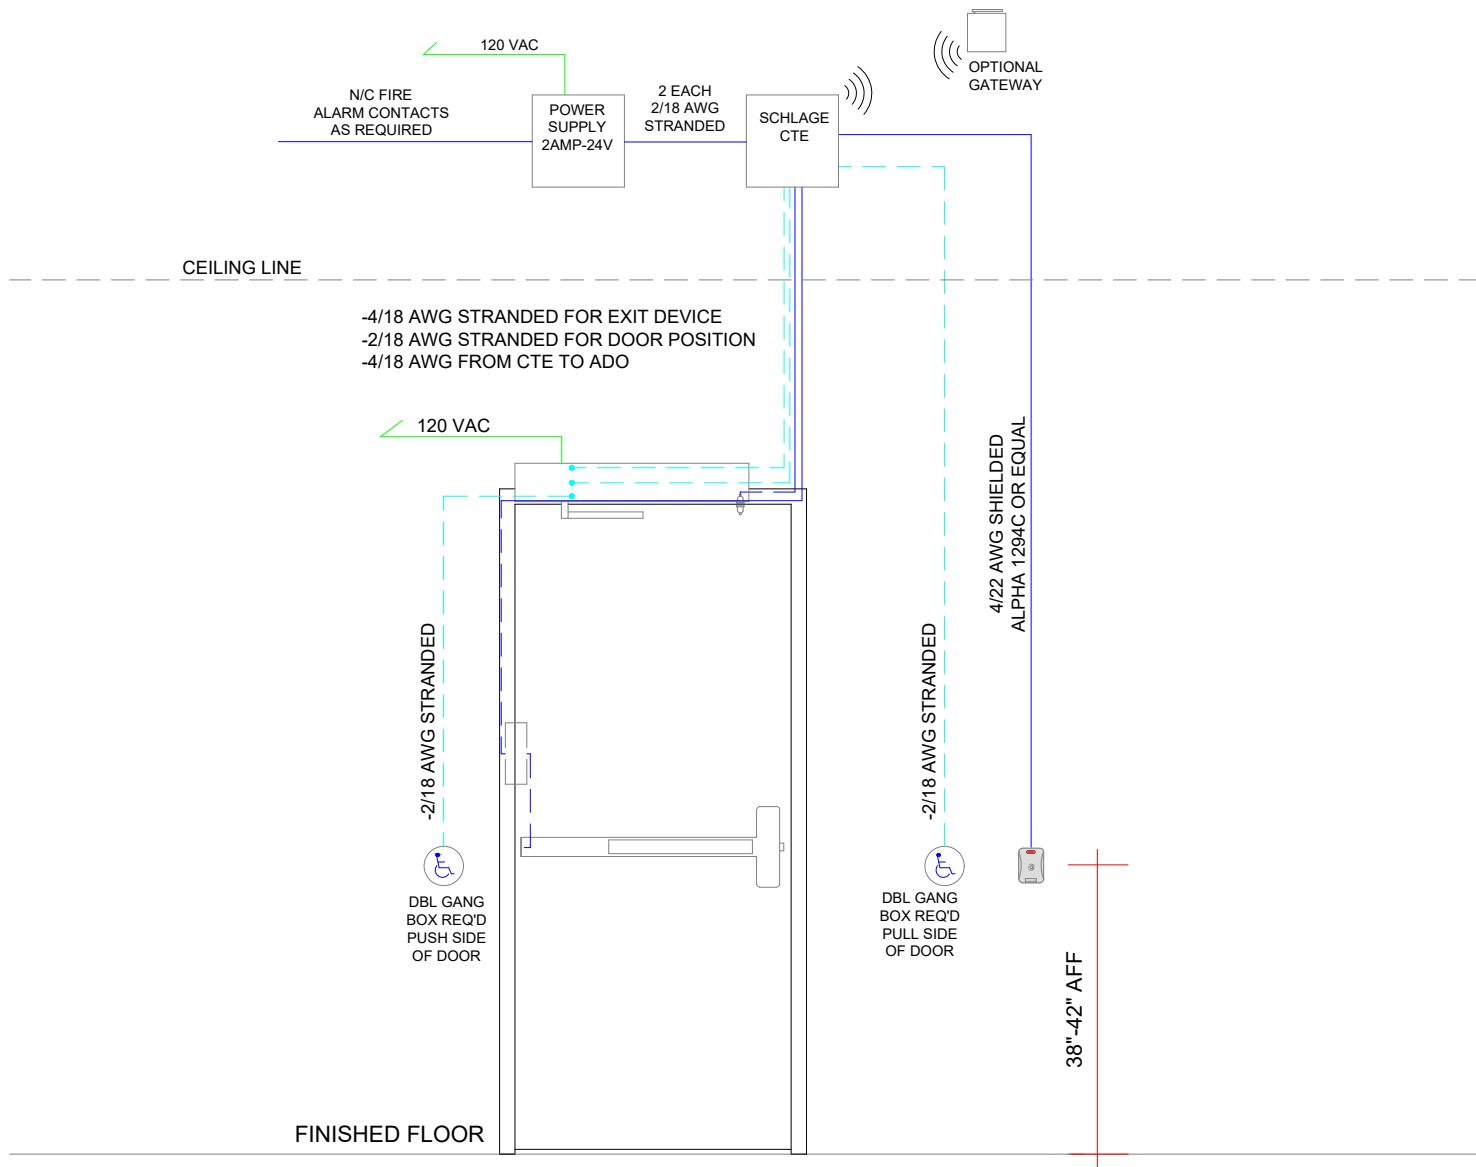 120 VAC
OPTIONAL
GATEWAY
N/C FIRE
ALARM CONTACTS
AS REQUIRED
POWER
SUPPLY
2AMP-24V
2 EACH
2/18 AWG
STRANDED
SCHLAGE
CTE
CEILING LINE
-4/18 AWG STRANDED FOR EXIT DEVICE
-2/18 AWG STRANDED FOR DOOR POSITION
-4/18 AWG FROM CTE TO ADO
120 VAC
4/22 AWG SHIELDED
ALPHA 1294C OR EQUAL
-2/18 AWG STRANDED
-2/18 AWG STRANDED
DBL GANG
BOX REQ'D
PUSH SIDE
OF DOOR
DBL GANG
BOX REQ'D
PULL SIDE
OF DOOR
38"-42" AFF
FINISHED FLOOR